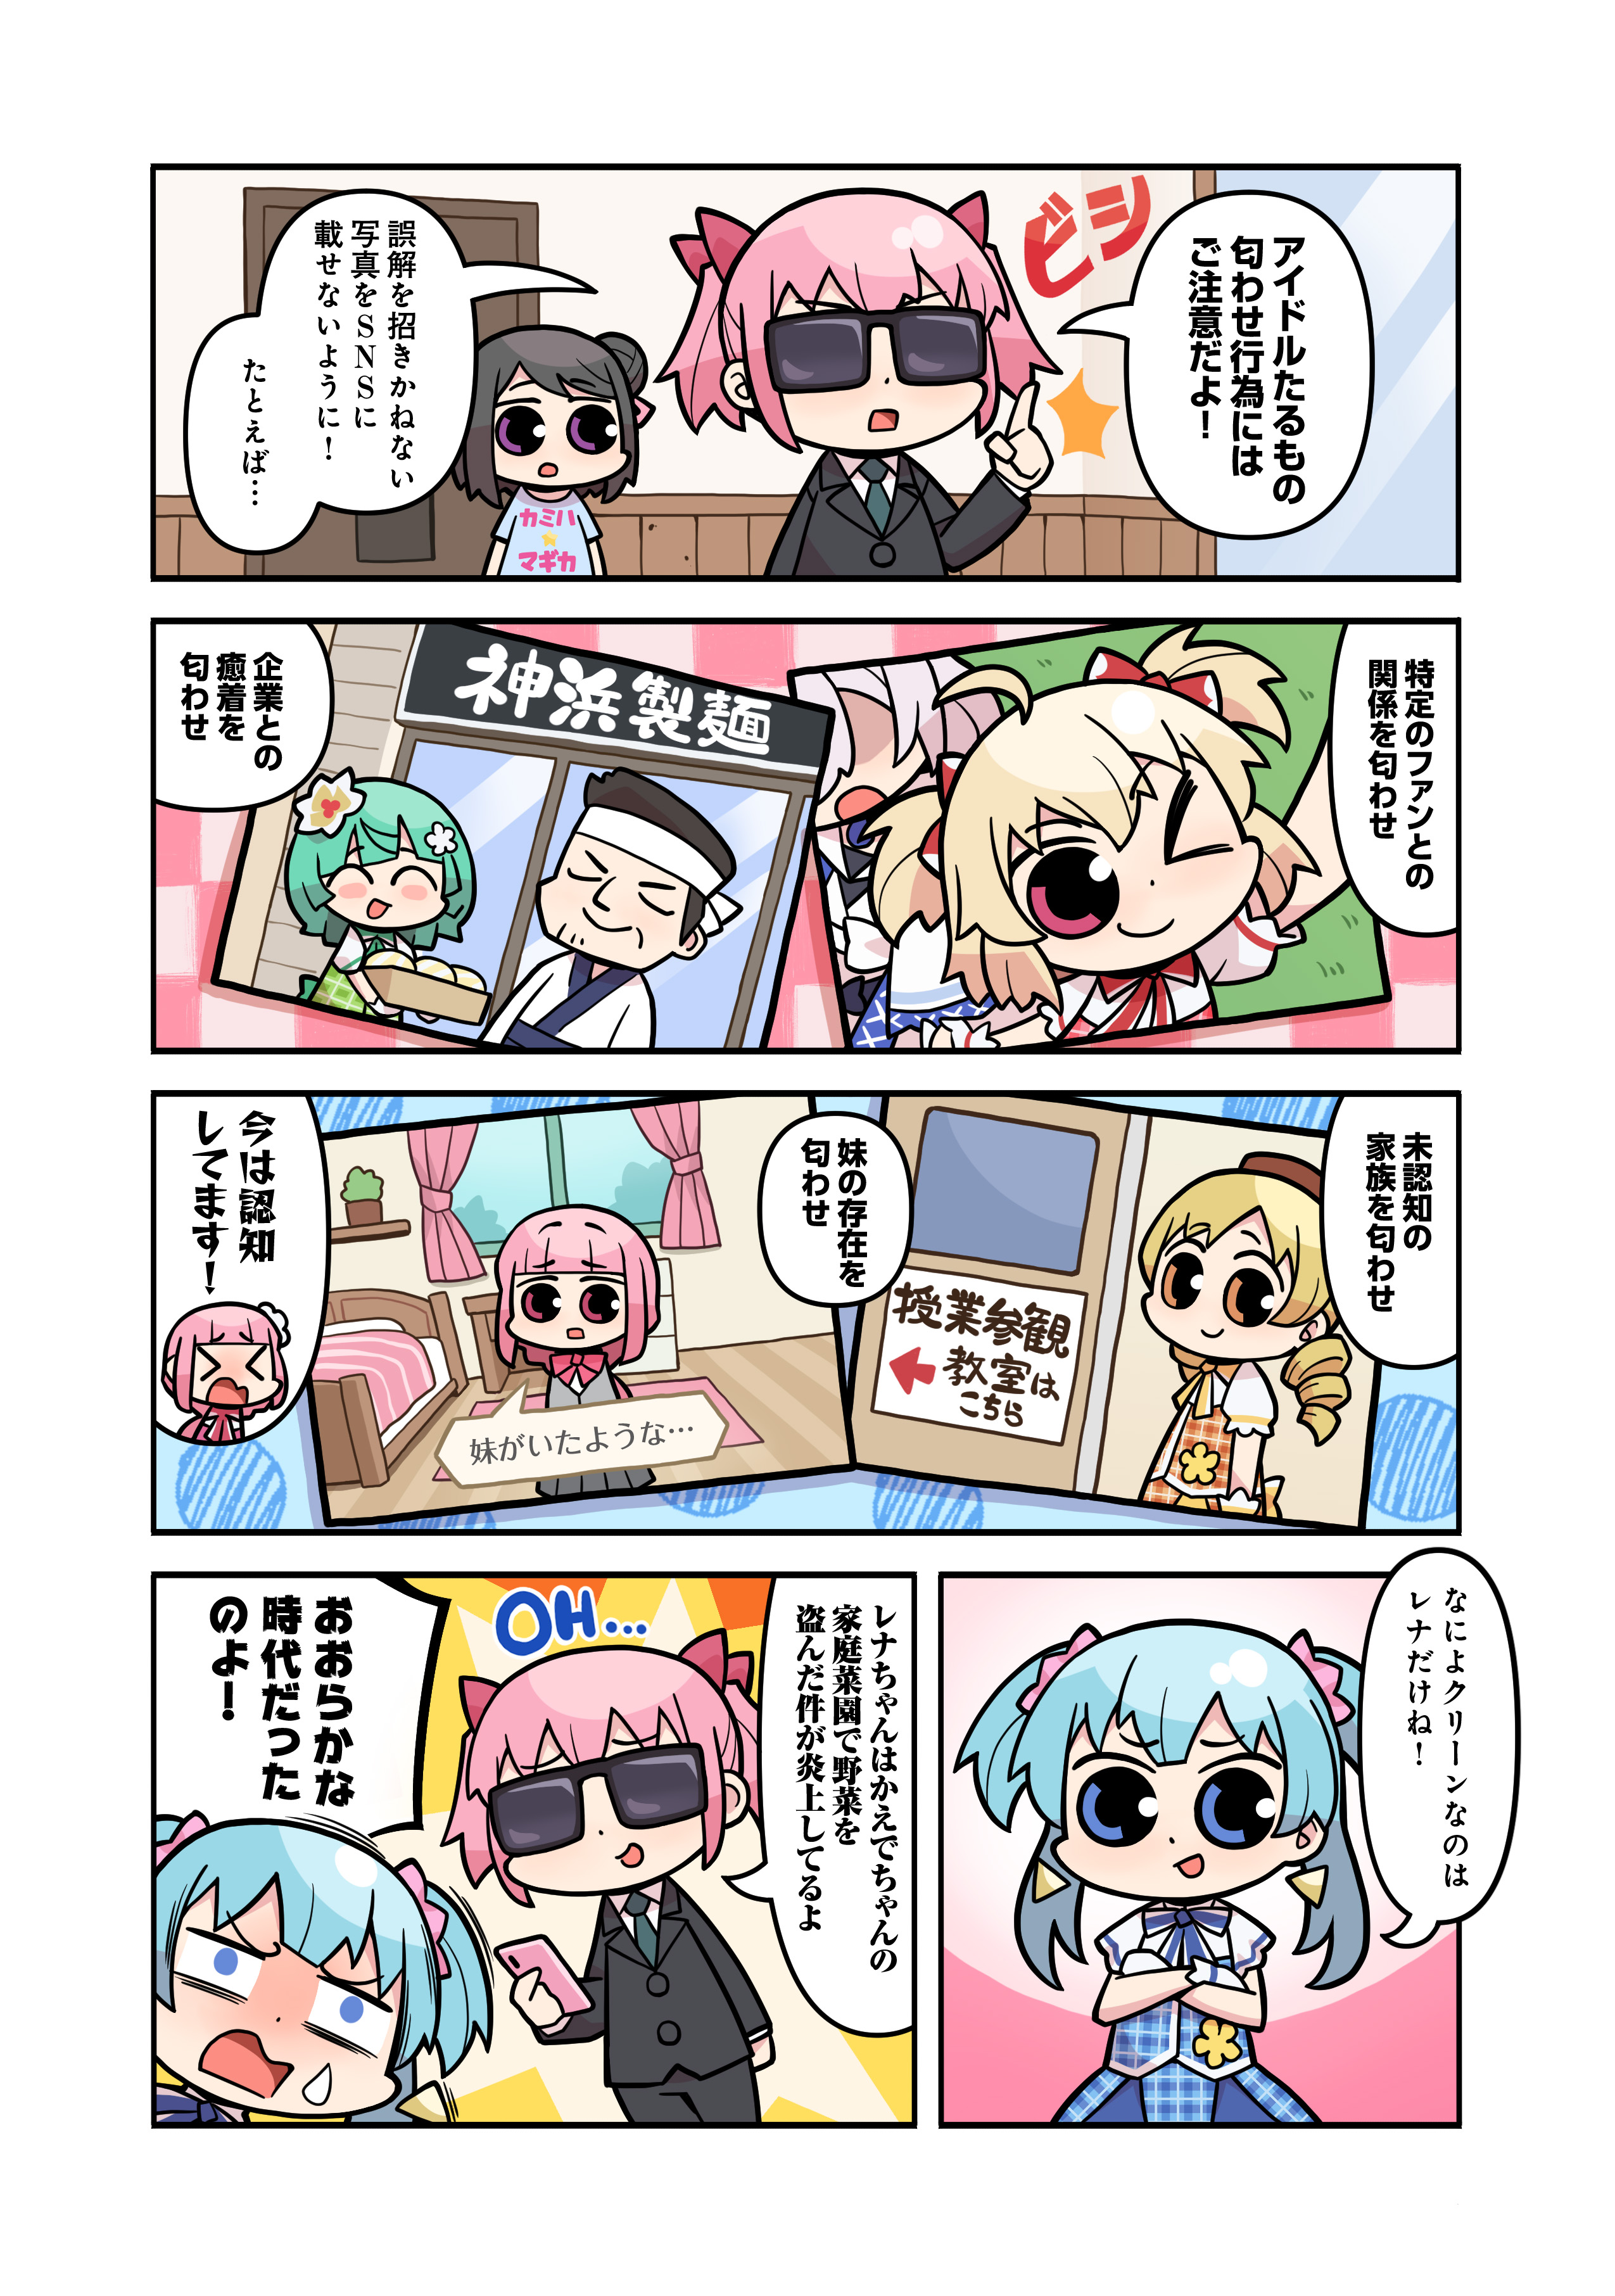 アイドルたるもの
匂わせ行為には
ご注意だよ！
ビシ
誤解を招きかねない
写真をSNSに
載せないように！
たとえば…
カミハ
マギカ
特定のファンとの
関係を匂わせ
神浜製麺
企業との
癒着を
匂わせ
未認知の
家族を匂わせ
授業参観
教室は
こちら
妹の存在を
匂わせ
妹がいたような…
今は認知
してます！
なによクリーンなのは
レナだけね！
レナちゃんはかえでちゃんの
家庭菜園で野菜を
盗んだ件が炎上してるよ
OH…
おおらかな
時代だった
のよ！